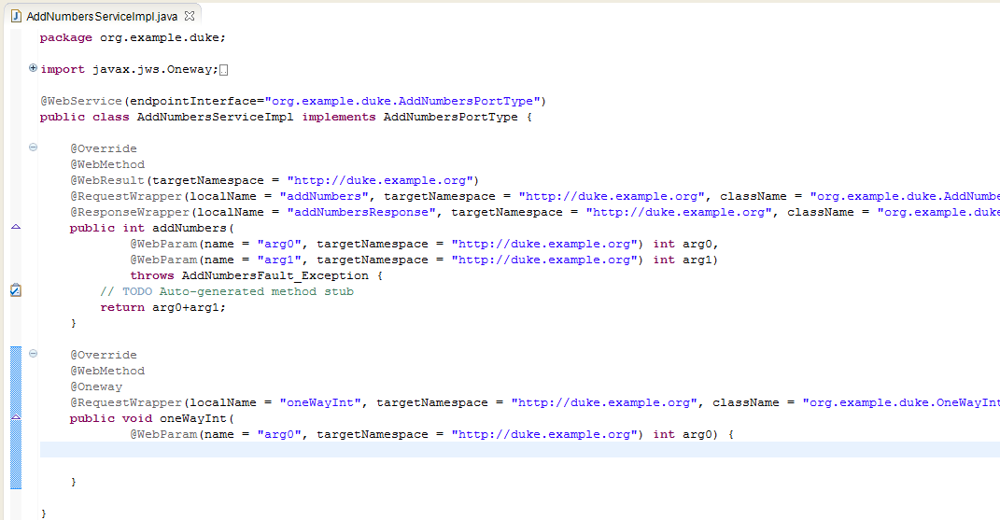 AddNumbersServiceImpl.java
package org.example.duke;
import javax.jws.Oneway;
@WebService(endpointInterface="org.example.duke.AddNumbersPortType")
public class AddNumbersServiceImpl implements AddNumbersPortType {
@Override
@WebMethod
@WebResult(targetNamespace = "http://duke.example.org")
@RequestWrapper(localName = "addNumbers", targetNamespace = "http://duke.example.org", className = "org.example.duke.AddNumbe
@ResponseWrapper(localName = "addNumbersResponse", targetNamespace = "http://duke.example.org", className = "org.example.duke
public int addNumbers(
@WebParam(name = "arg0", targetNamespace = "http://duke.example.org") int arg0,
@WebParam(name = "arg1", targetNamespace = "http://duke.example.org") int arg1)
throws AddNumbersFault_Exception {
// TODO Auto-generated method stub
return arg0+arg1;
}
@Override
@WebMethod
@Oneway
@RequestWrapper(localName = "oneWayInt", targetNamespace = "http://duke.example.org", className = "org.example.duke.OneWayInt
public void oneWayInt(
@WebParam(name = "arg0", targetNamespace = "http://duke.example.org") int arg0) {
}
}